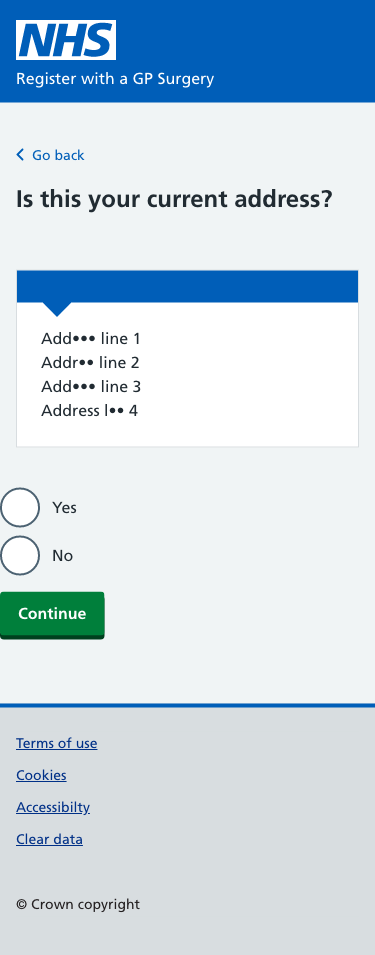 NHS
Register with a GP Surgery
Go back
Is this your current address?
Add••• line 1
Addr•• line 2
Add••• line 3
Address l•• 4
Yes
No
Continue
Terms of use
Cookies
Accessibilty
Clear data
© Crown copyright